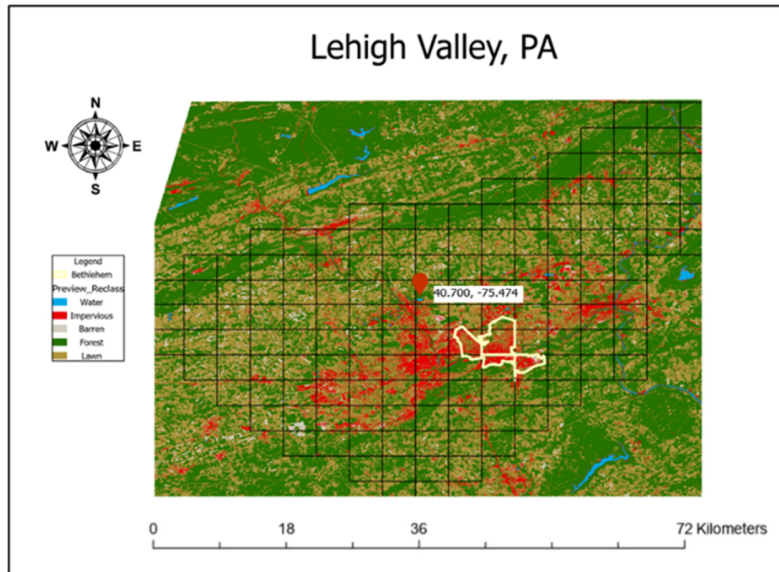 Lehigh Valley, PA
N
W E
S
40.700, -75.474
Legend
Bethlehem
Preview_Reclass
Water
Impervious
Barren
Forest
Lawn
0 18 36 72 Kilometers